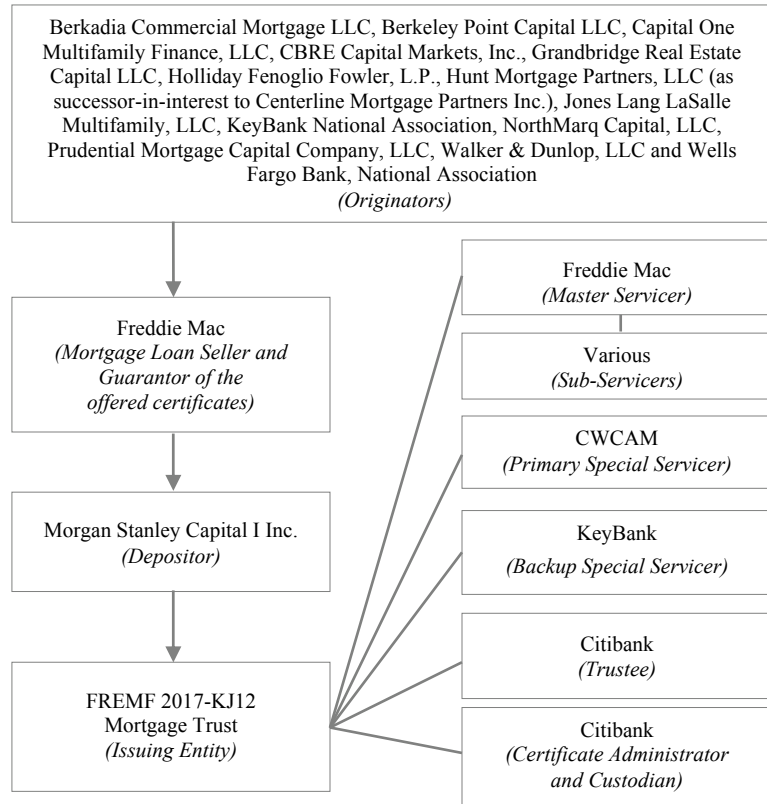 Berkadia Commercial Mortgage LLC, Berkeley Point Capital LLC, Capital One
Multifamily Finance, LLC, CBRE Capital Markets, Inc., Grandbridge Real Estate
Capital LLC, Holliday Fenoglio Fowler, L.P., Hunt Mortgage Partners, LLC (as
successor-in-interest to Centerline Mortgage Partners Inc.), Jones Lang LaSalle
Multifamily, LLC, KeyBank National Association, NorthMarq Capital, LLC,
Prudential Mortgage Capital Company, LLC, Walker & Dunlop, LLC and Wells
Fargo Bank, National Association
(Originators)
Freddie Mac
(Mortgage Loan Seller and
Guarantor of the
offered certificates)
Morgan Stanley Capital I Inc.
(Depositor)
FREMF 2017-KJ12
Mortgage Trust
(Issuing Entity)
Freddie Mac
(Master Servicer)
Various
(Sub-Servicers)
CWCAM
(Primary Special Servicer)
KeyBank
(Backup Special Servicer)
Citibank
(Trustee)
Citibank
(Certificate Administrator
and Custodian)